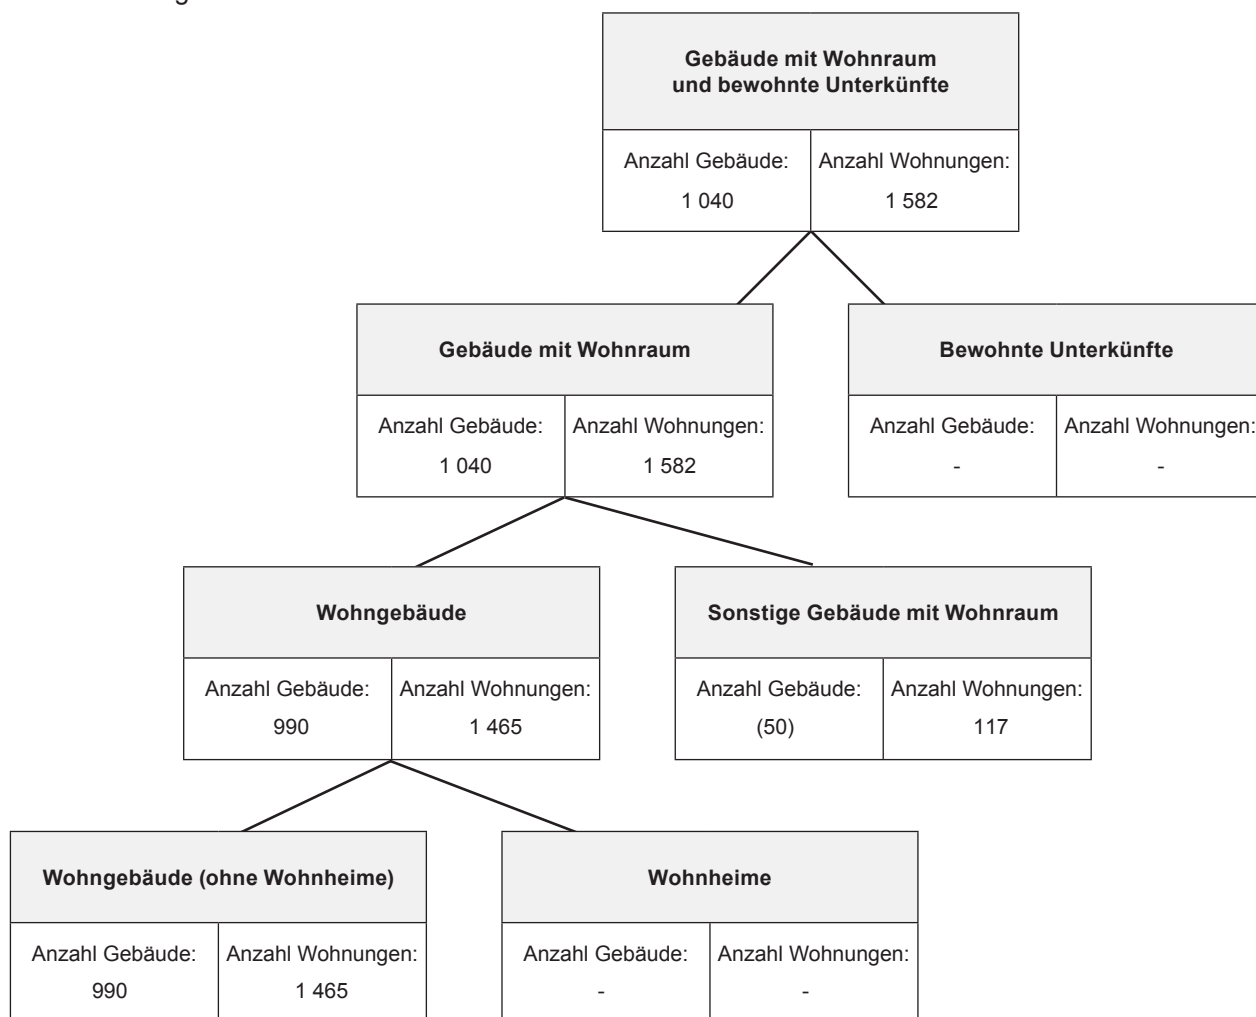 Gebäude mit Wohnraum
und bewohnte Unterkünfte
Anzahl Gebäude: Anzahl Wohnungen:
1 040 1 582
Gebäude mit Wohnraum
Anzahl Gebäude: Anzahl Wohnungen:
1 040 1 582
Bewohnte Unterkünfte
Anzahl Gebäude: Anzahl Wohnungen:
- -
Wohngebäude
Anzahl Gebäude: Anzahl Wohnungen:
990 1 465
Sonstige Gebäude mit Wohnraum
Anzahl Gebäude: Anzahl Wohnungen:
(50) 117
Wohngebäude (ohne Wohnheime)
Anzahl Gebäude: Anzahl Wohnungen:
990 1 465
Wohnheime
Anzahl Gebäude: Anzahl Wohnungen:
- -